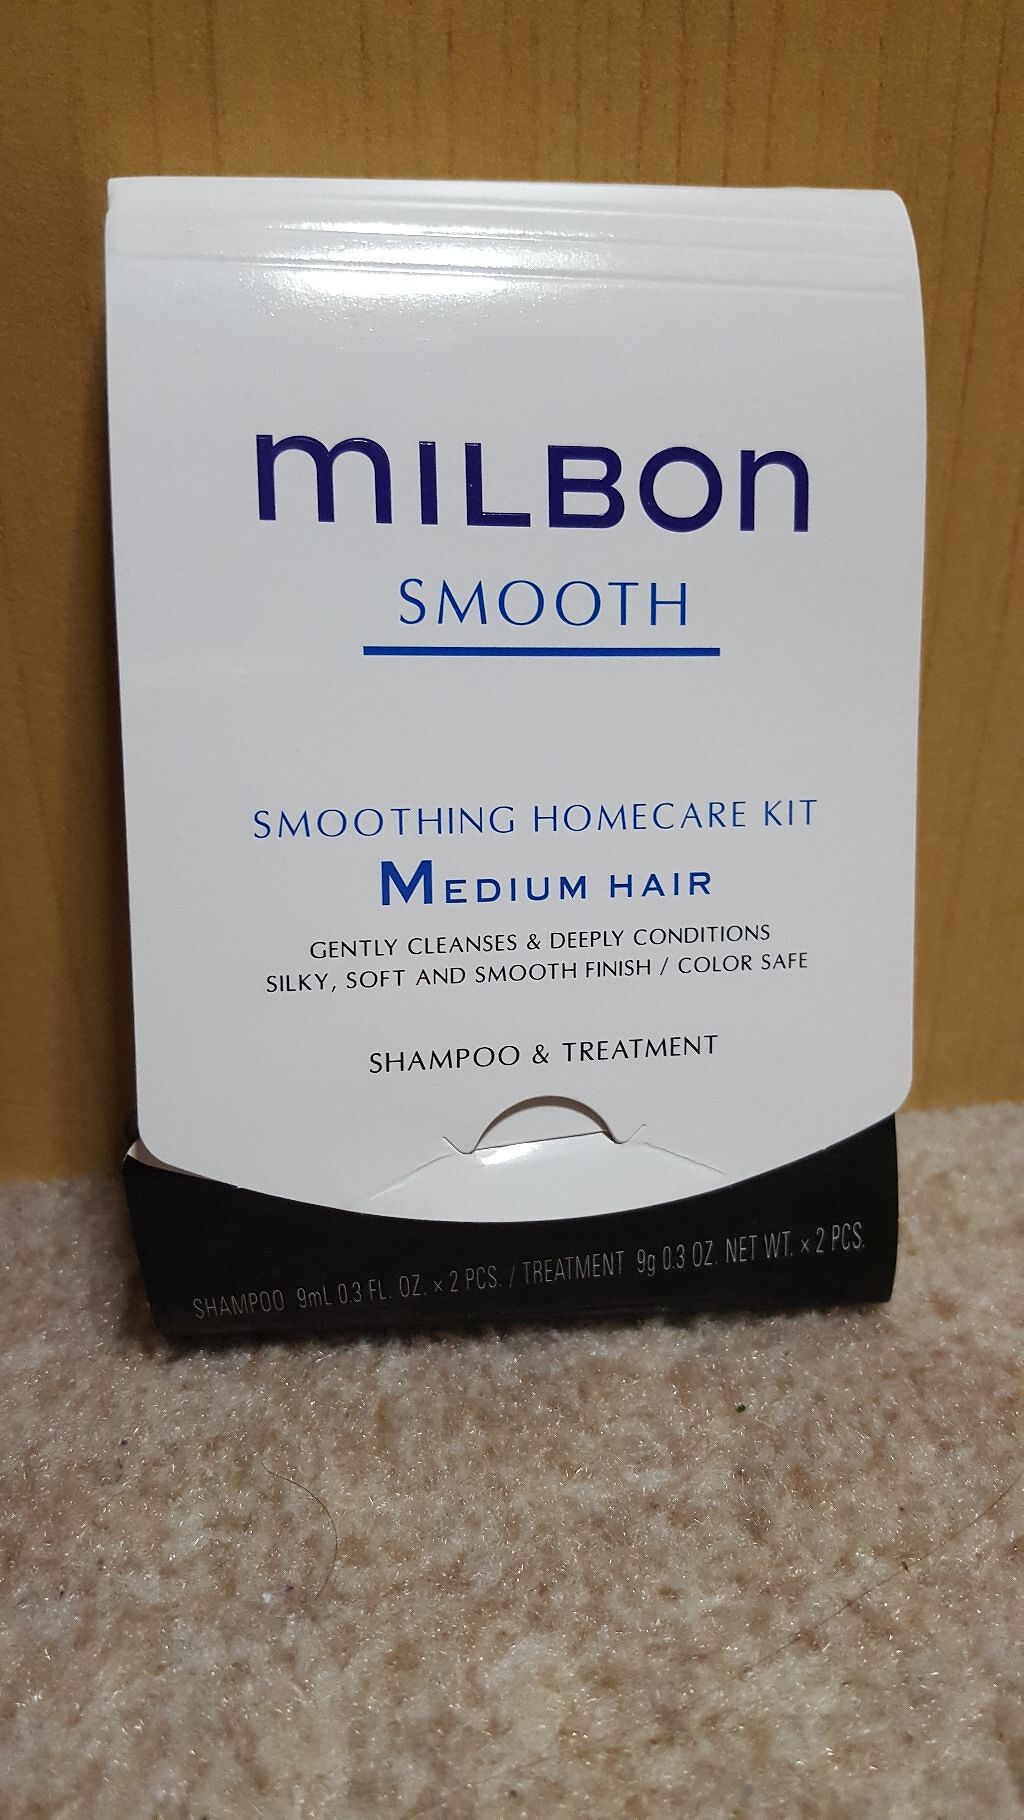 mILBOn
SMOOTH
SMOOTHING HOMECARE KIT
MEDIUM HAIR
GENTLY CLEANSES & DEEPLY CONDITIONS
SILKY, SOFT AND SMOOTH FINISH / COLOR SAFE
SHAMPOO & TREATMENT
SHAMPOO 9mL 0.3 FL. OZ. × 2 PCS. / TREATMENT 9g 0.3 OZ. NET WT. × 2 PCS.